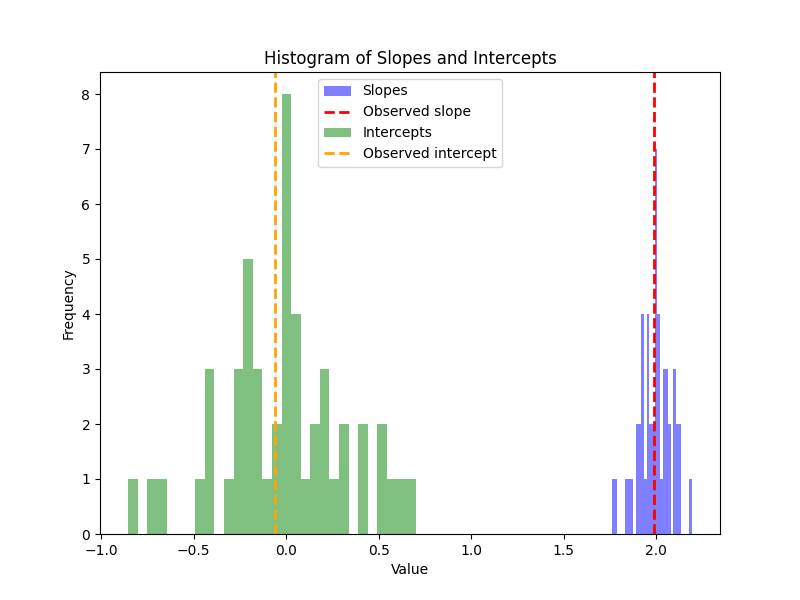 Histogram of Slopes and Intercepts
Slopes
Observed slope
Intercepts
Observed intercept
8
7
6
5
4
3
2
1
0
Frequency
−1.0 −0.5 0.0 0.5 1.0 1.5 2.0
Value